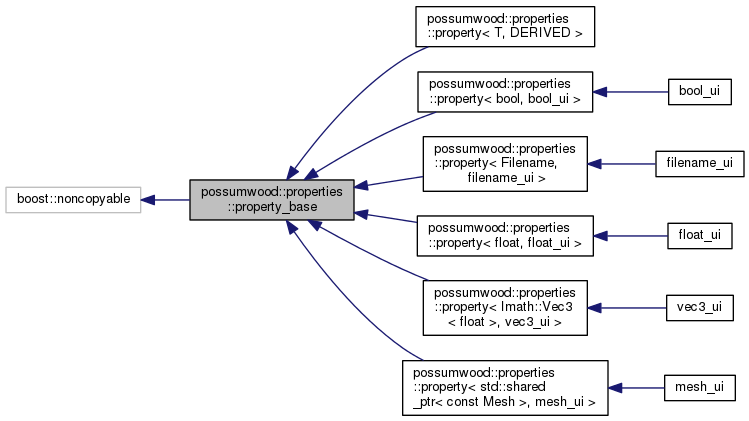 boost::noncopyable
possumwood::properties
::property_base
possumwood::properties
::property< T, DERIVED >
possumwood::properties
::property< bool, bool_ui >
bool_ui
possumwood::properties
::property< Filename,
filename_ui >
filename_ui
possumwood::properties
::property< float, float_ui >
float_ui
possumwood::properties
::property< Imath::Vec3
< float >, vec3_ui >
vec3_ui
possumwood::properties
::property< std::shared
_ptr< const Mesh >, mesh_ui >
mesh_ui